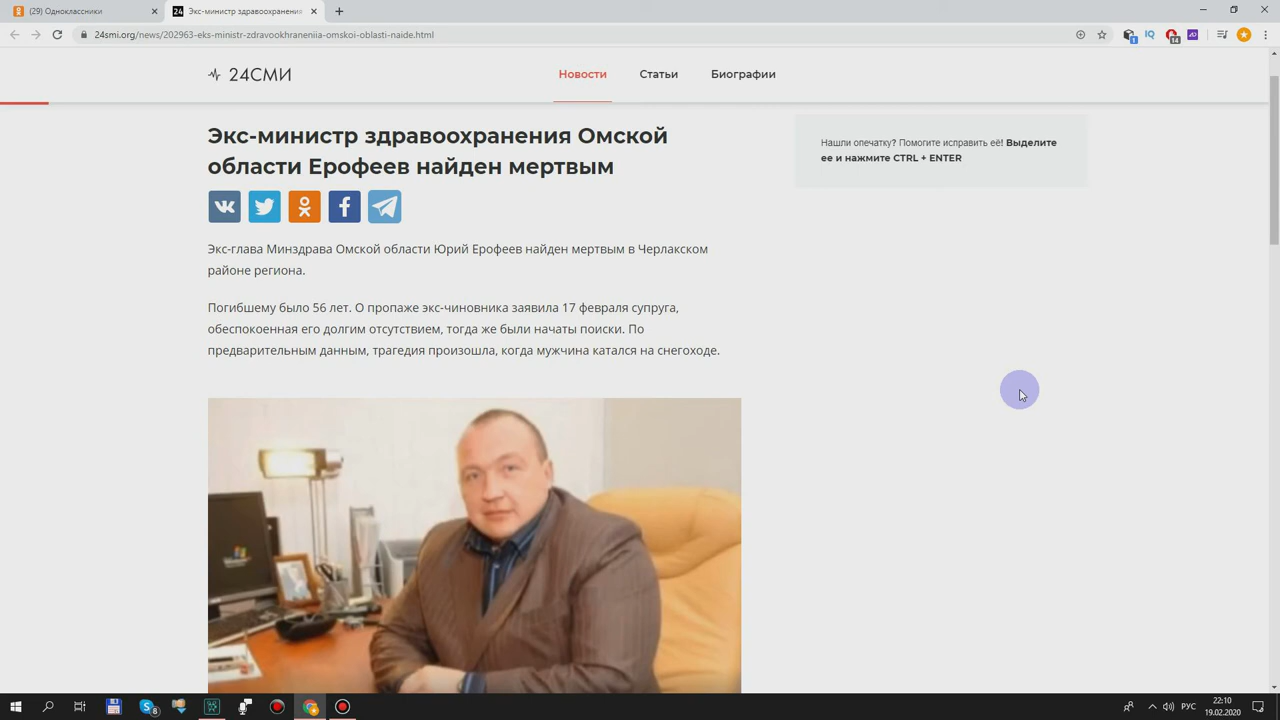 (29) Одноклассники
24
Экс-министр здравоохранения
24smi.org/news/202963-eks-ministr-zdravookhraneniia-omskoi-oblasti-naide.html
24СМИ
Новости
Статьи
Биографии
Экс-министр здравоохранения Омской
области Ерофеев найден мертвым
Нашли опечатку? Помогите исправить её! Выделите
ее и нажмите CTRL + ENTER
Экс-глава Минздрава Омской области Юрий Ерофеев найден мертвым в Черлакском
районе региона.
Погибшему было 56 лет. О пропаже экс-чиновника заявила 17 февраля супруга,
обеспокоенная его долгим отсутствием, тогда же были начаты поиски. По
предварительным данным, трагедия произошла, когда мужчина катался на снегоходе.
РУС
22:10
19.02.2020